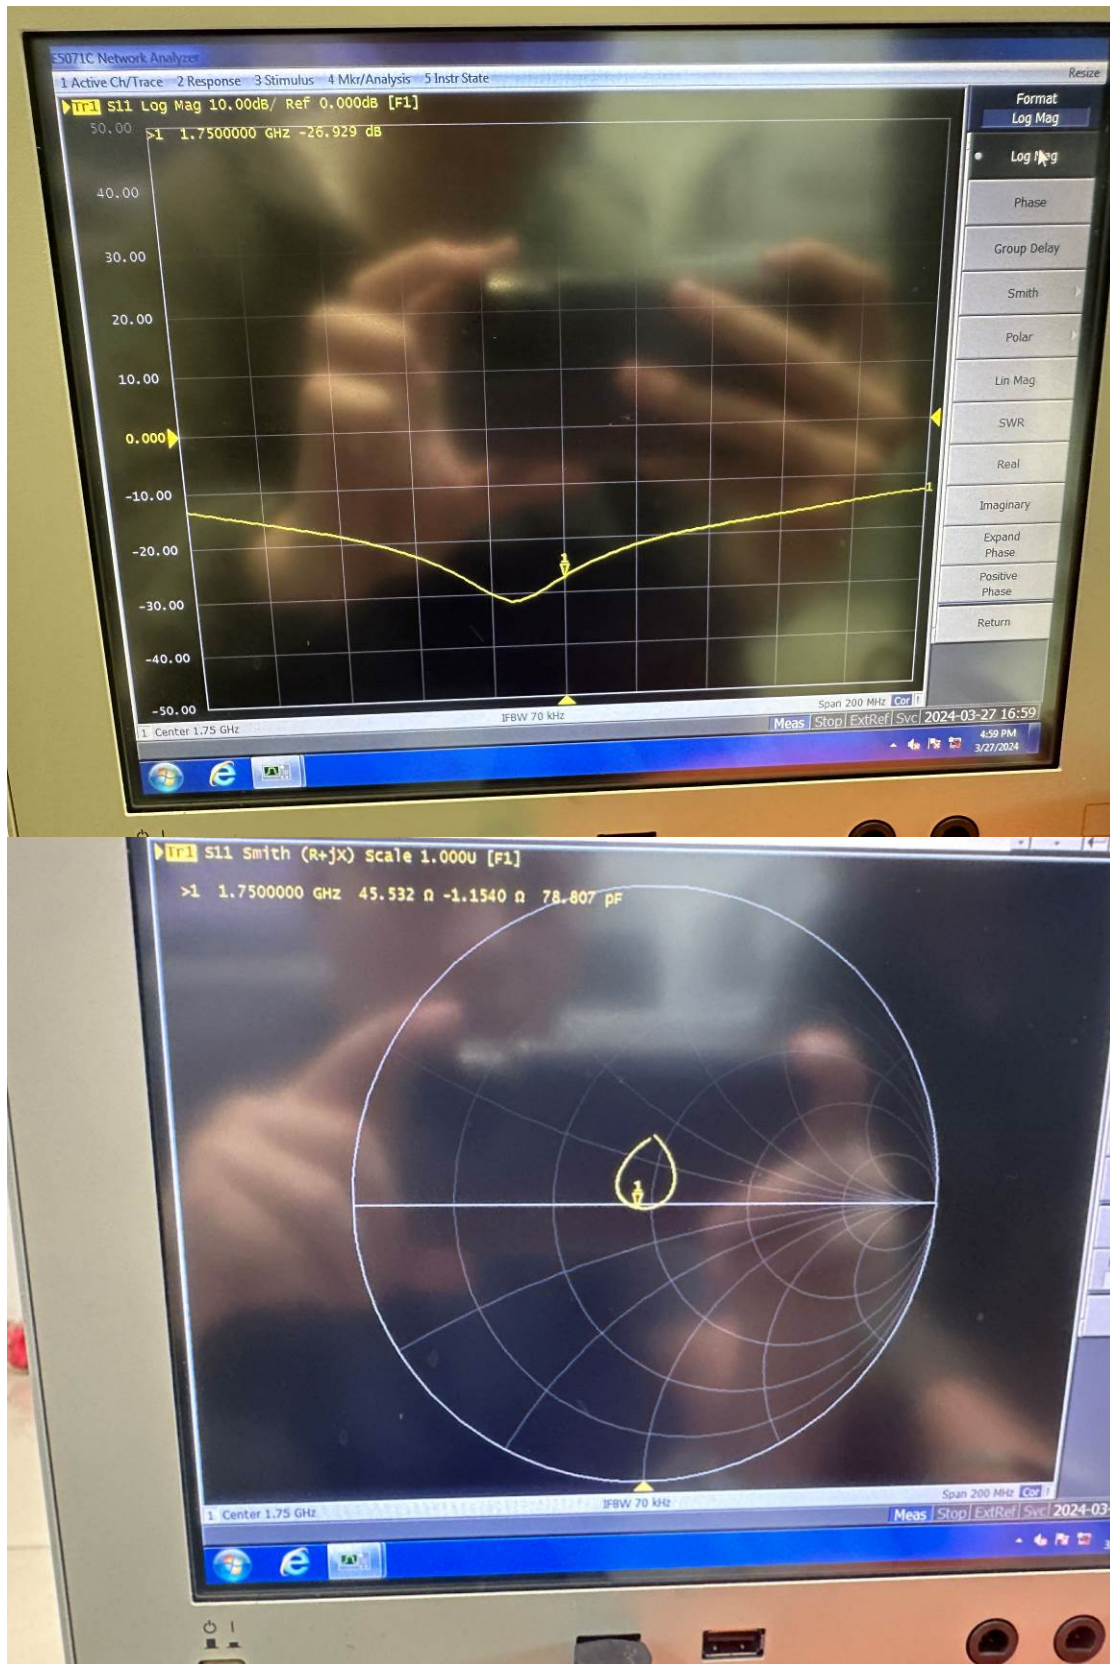 E5071C Network Analyzer
1 Active Ch/Trace 2 Response 3 Stimulus 4 Mkr/Analysis 5 Instr State
Resize
Tr1 S11 Log Mag 10.00dB/ Ref 0.000dB [F1]
>1 1.7500000 GHz -26.929 dB
50.00
40.00
30.00
20.00
10.00
0.000
-10.00
-20.00
-30.00
-40.00
-50.00
1
1
Format
Log Mag
Log Mag
Phase
Group Delay
Smith
Polar
Lin Mag
SWR
Real
Imaginary
Expand
Phase
Positive
Phase
Return
1 Center 1.75 GHz
IFBW 70 kHz
Span 200 MHz Cor !
Meas Stop ExtRef Svc 2024-03-27 16:59
4:59 PM
3/27/2024
Tr1 S11 Smith (R+jX) Scale 1.000U [F1]
>1 1.7500000 GHz 45.532 Ω -1.1540 Ω 78.807 pF
1
1 Center 1.75 GHz
IFBW 70 kHz
Span 200 MHz Cor !
Meas Stop ExtRef Svc 2024-03-